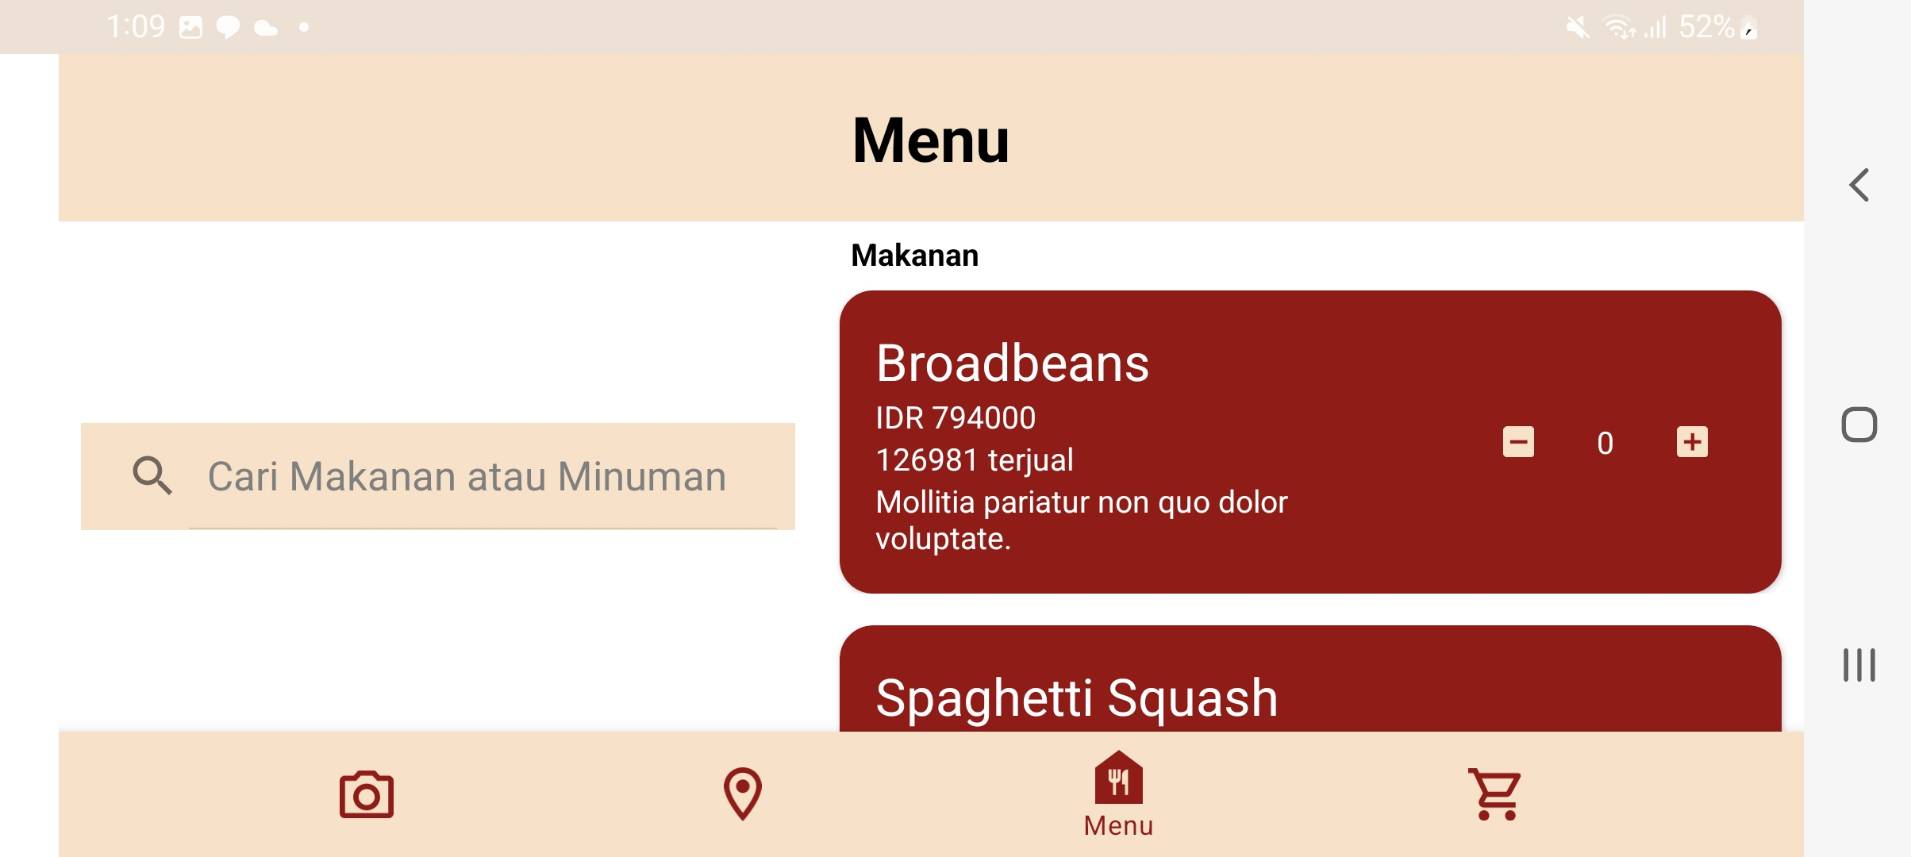 1:09
52%
Menu
Cari Makanan atau Minuman
Makanan
Broadbeans
IDR 794000
126981 terjual
Mollitia pariatur non quo dolor
voluptate.
0
Spaghetti Squash
Menu